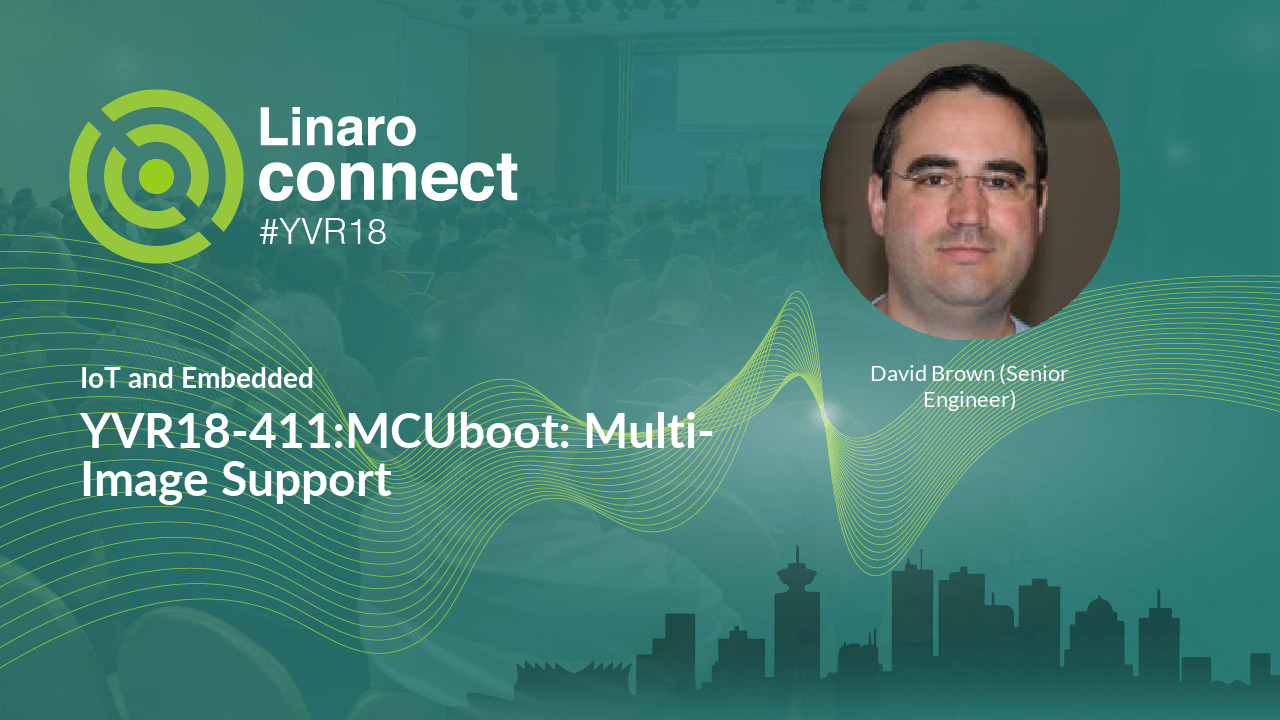 Linaro
connect
#YVR18
IoT and Embedded
YVR18-411:MCUboot: Multi-
Image Support
David Brown (Senior
Engineer)